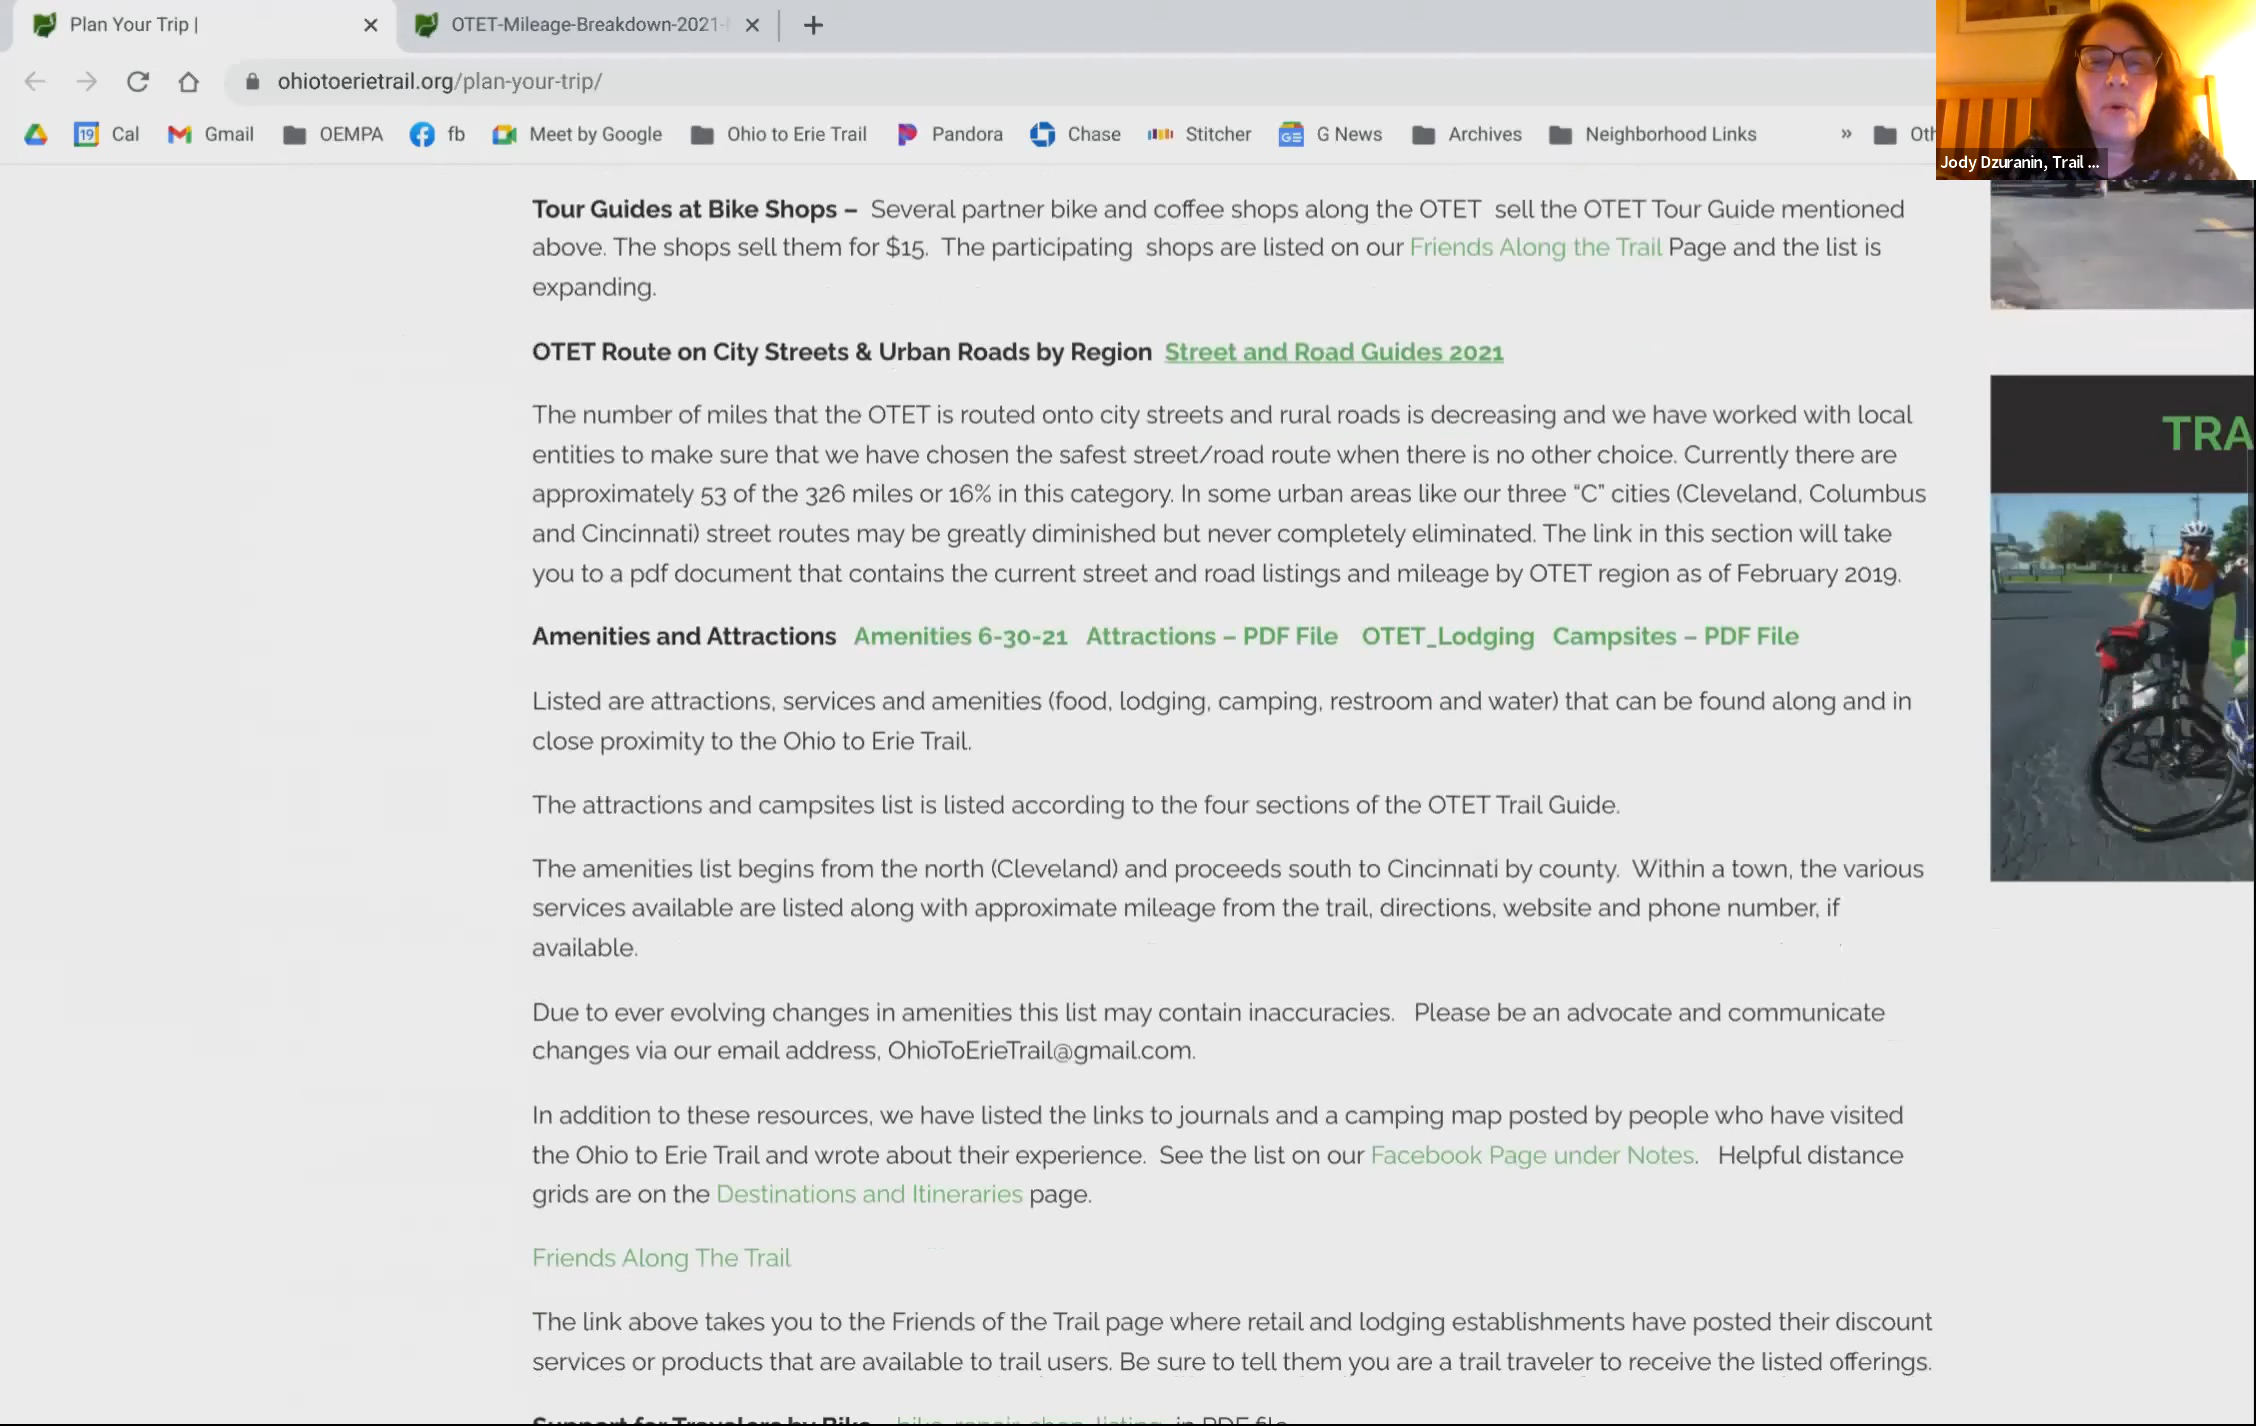 Plan Your Trip |
OTET-Mileage-Breakdown-2021-
ohiotoerietrail.org/plan-your-trip/
19 Cal Gmail OEMPA fb Meet by Google Ohio to Erie Trail Pandora Chase Stitcher GE G News Archives Neighborhood Links » Oth
Jody Dzuranin, Trail ...
Tour Guides at Bike Shops – Several partner bike and coffee shops along the OTET sell the OTET Tour Guide mentioned
above. The shops sell them for $15. The participating shops are listed on our Friends Along the Trail Page and the list is
expanding.
OTET Route on City Streets & Urban Roads by Region Street and Road Guides 2021
TRA
The number of miles that the OTET is routed onto city streets and rural roads is decreasing and we have worked with local
entities to make sure that we have chosen the safest street/road route when there is no other choice. Currently there are
approximately 53 of the 326 miles or 16% in this category. In some urban areas like our three “C” cities (Cleveland, Columbus
and Cincinnati) street routes may be greatly diminished but never completely eliminated. The link in this section will take
you to a pdf document that contains the current street and road listings and mileage by OTET region as of February 2019.
Amenities and Attractions Amenities 6-30-21 Attractions – PDF File OTET_Lodging Campsites – PDF File
Listed are attractions, services and amenities (food, lodging, camping, restroom and water) that can be found along and in
close proximity to the Ohio to Erie Trail.
The attractions and campsites list is listed according to the four sections of the OTET Trail Guide.
The amenities list begins from the north (Cleveland) and proceeds south to Cincinnati by county. Within a town, the various
services available are listed along with approximate mileage from the trail, directions, website and phone number, if
available.
Due to ever evolving changes in amenities this list may contain inaccuracies. Please be an advocate and communicate
changes via our email address, OhioToErieTrail@gmail.com.
In addition to these resources, we have listed the links to journals and a camping map posted by people who have visited
the Ohio to Erie Trail and wrote about their experience. See the list on our Facebook Page under Notes. Helpful distance
grids are on the Destinations and Itineraries page.
Friends Along The Trail
The link above takes you to the Friends of the Trail page where retail and lodging establishments have posted their discount
services or products that are available to trail users. Be sure to tell them you are a trail traveler to receive the listed offerings.
Support for Travelers by Bike – bike_repair_shop_listing in PDF file